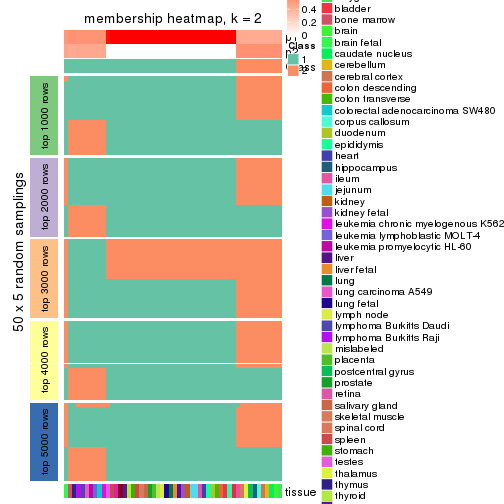 membership heatmap, k = 2
50 x 5 random samplings
top 1000 rows
top 2000 rows
top 3000 rows
top 4000 rows
top 5000 rows
0.4
0.2
0
Class
1
2
tissue
bladder
bone marrow
brain
brain fetal
caudate nucleus
cerebellum
cerebral cortex
colon descending
colon transverse
colorectal adenocarcinoma SW480
corpus callosum
duodenum
epididymis
heart
hippocampus
ileum
jejunum
kidney
kidney fetal
leukemia chronic myelogenous K562
leukemia lymphoblastic MOLT-4
leukemia promyelocytic HL-60
liver
liver fetal
lung
lung carcinoma A549
lung fetal
lymph node
lymphoma Burkitts Daudi
lymphoma Burkitts Raji
mislabeled
placenta
postcentral gyrus
prostate
retina
salivary gland
skeletal muscle
spinal cord
spleen
stomach
testes
thalamus
thymus
thyroid